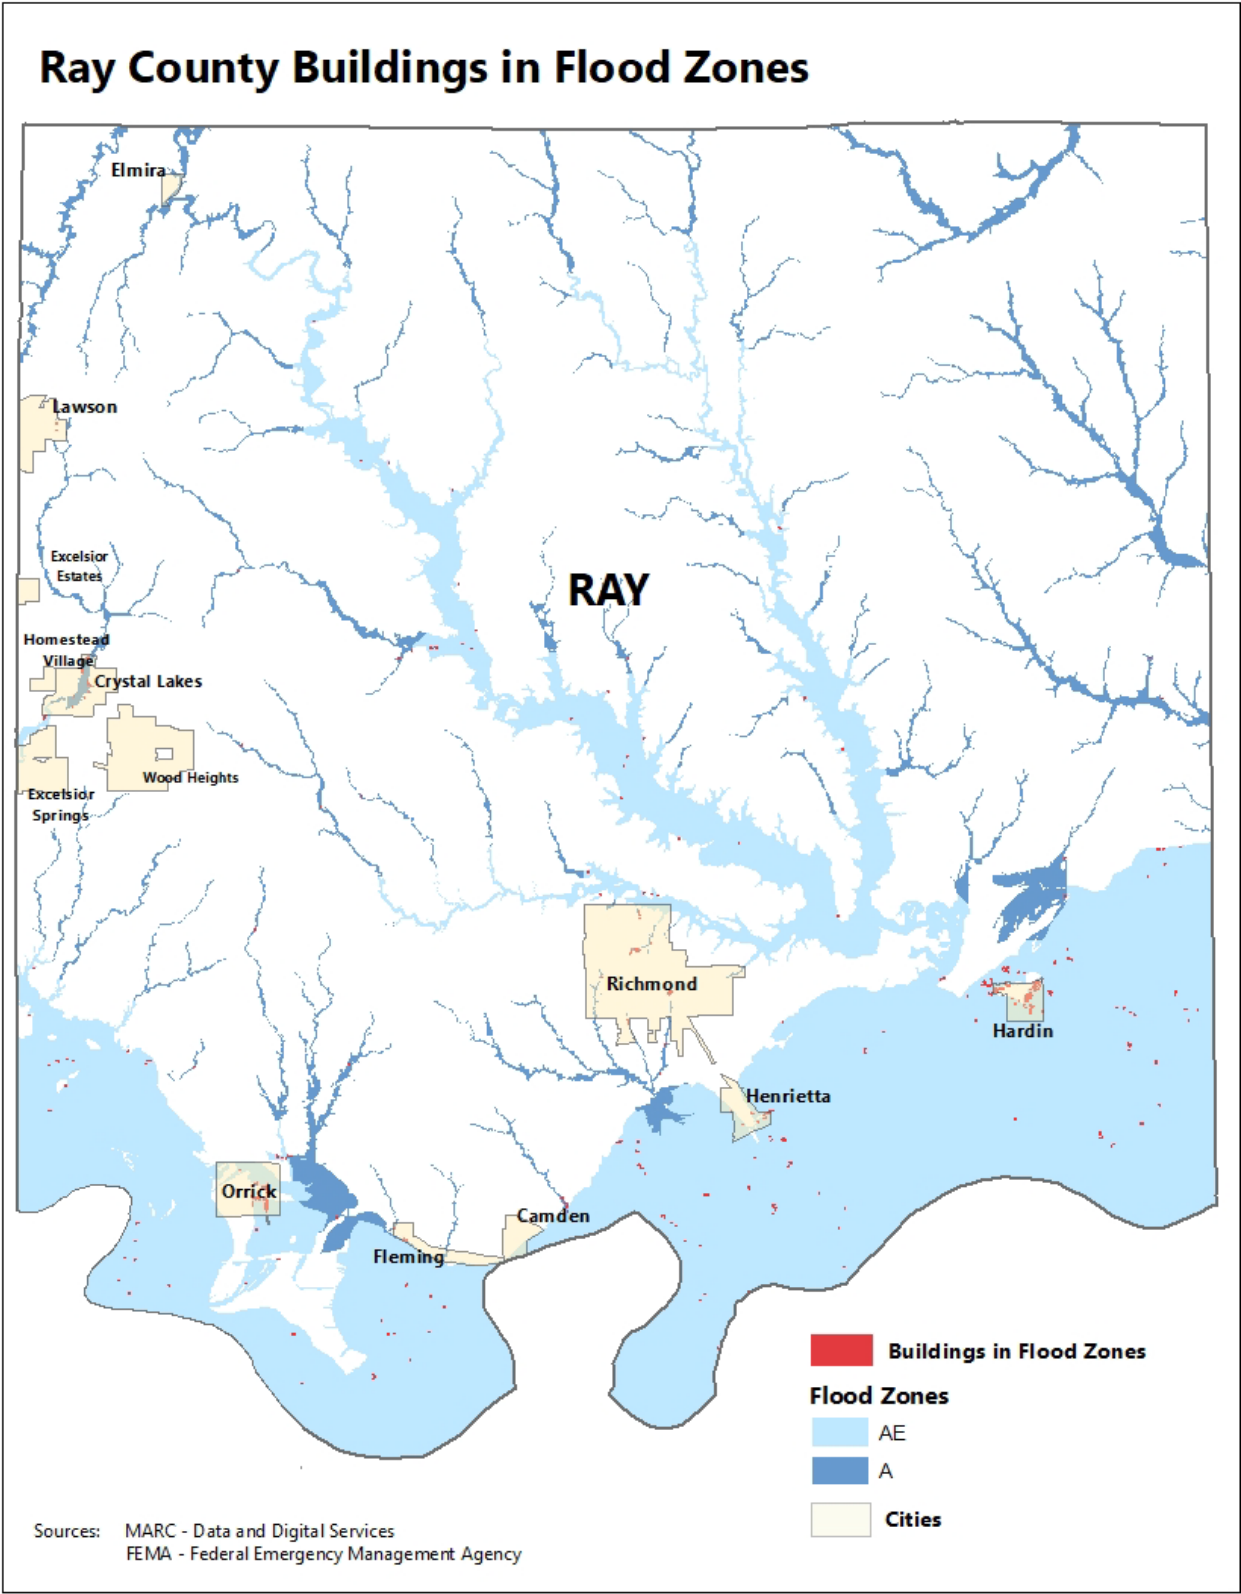 Ray County Buildings in Flood Zones
Elmira
Lawson
Excelsior
Estates
RAY
Homestead
Village
Crystal Lakes
Wood Heights
Excelsior
Springs
Richmond
Hardin
Henrietta
Orrick
Camden
Fleming
Buildings in Flood Zones
Flood Zones
AE
A
Cities
Sources: MARC - Data and Digital Services
FEMA - Federal Emergency Management Agency